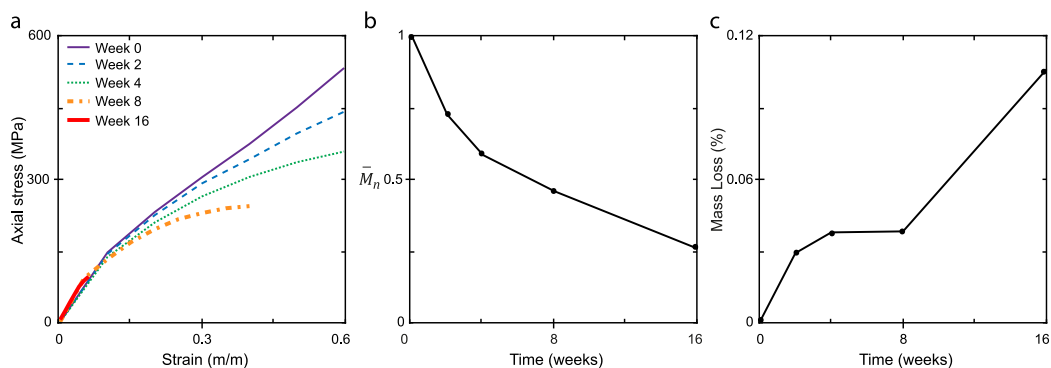 a
600
300
0
Axial stress (MPa)
Week 0
Week 2
Week 4
Week 8
Week 16
0
0.3
0.6
Strain (m/m)
b
1
0.5
0
M̅n
0
8
16
Time (weeks)
c
0.12
0.06
0
Mass Loss (%)
0
8
16
Time (weeks)